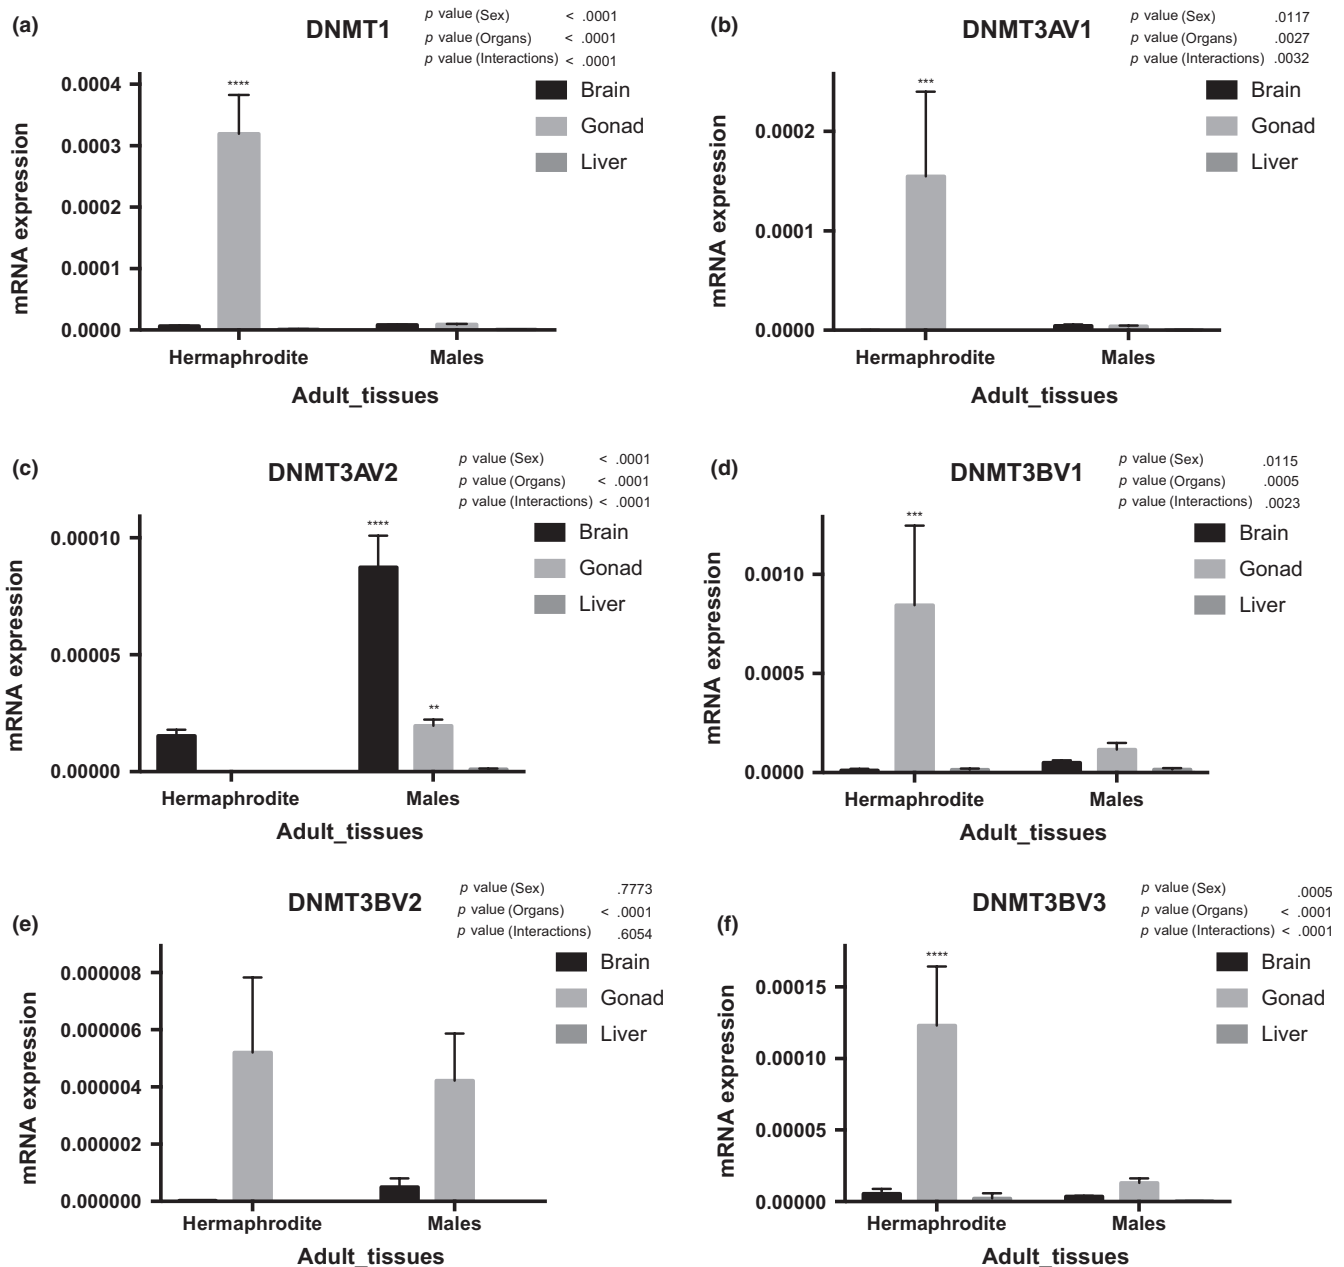 (a)
DNMT1
p value (Sex) < .0001
p value (Organs) < .0001
p value (Interactions) < .0001
****
Brain
Gonad
Liver
0.0004
0.0003
0.0002
0.0001
0.0000
mRNA expression
Hermaphrodite Males
Adult_tissues
(b)
DNMT3AV1
p value (Sex) .0117
p value (Organs) .0027
p value (Interactions) .0032
***
Brain
Gonad
Liver
0.0002
0.0001
0.0000
mRNA expression
Hermaphrodite Males
Adult_tissues
(c)
DNMT3AV2
p value (Sex) < .0001
p value (Organs) < .0001
p value (Interactions) < .0001
****
**
Brain
Gonad
Liver
0.00010
0.00005
0.00000
mRNA expression
Hermaphrodite Males
Adult_tissues
(d)
DNMT3BV1
p value (Sex) .0115
p value (Organs) .0005
p value (Interactions) .0023
***
Brain
Gonad
Liver
0.0010
0.0005
0.0000
mRNA expression
Hermaphrodite Males
Adult_tissues
(e)
DNMT3BV2
p value (Sex) .7773
p value (Organs) < .0001
p value (Interactions) .6054
Brain
Gonad
Liver
0.000008
0.000006
0.000004
0.000002
0.000000
mRNA expression
Hermaphrodite Males
Adult_tissues
(f)
DNMT3BV3
p value (Sex) .0005
p value (Organs) < .0001
p value (Interactions) < .0001
****
Brain
Gonad
Liver
0.00015
0.00010
0.00005
0.00000
mRNA expression
Hermaphrodite Males
Adult_tissues